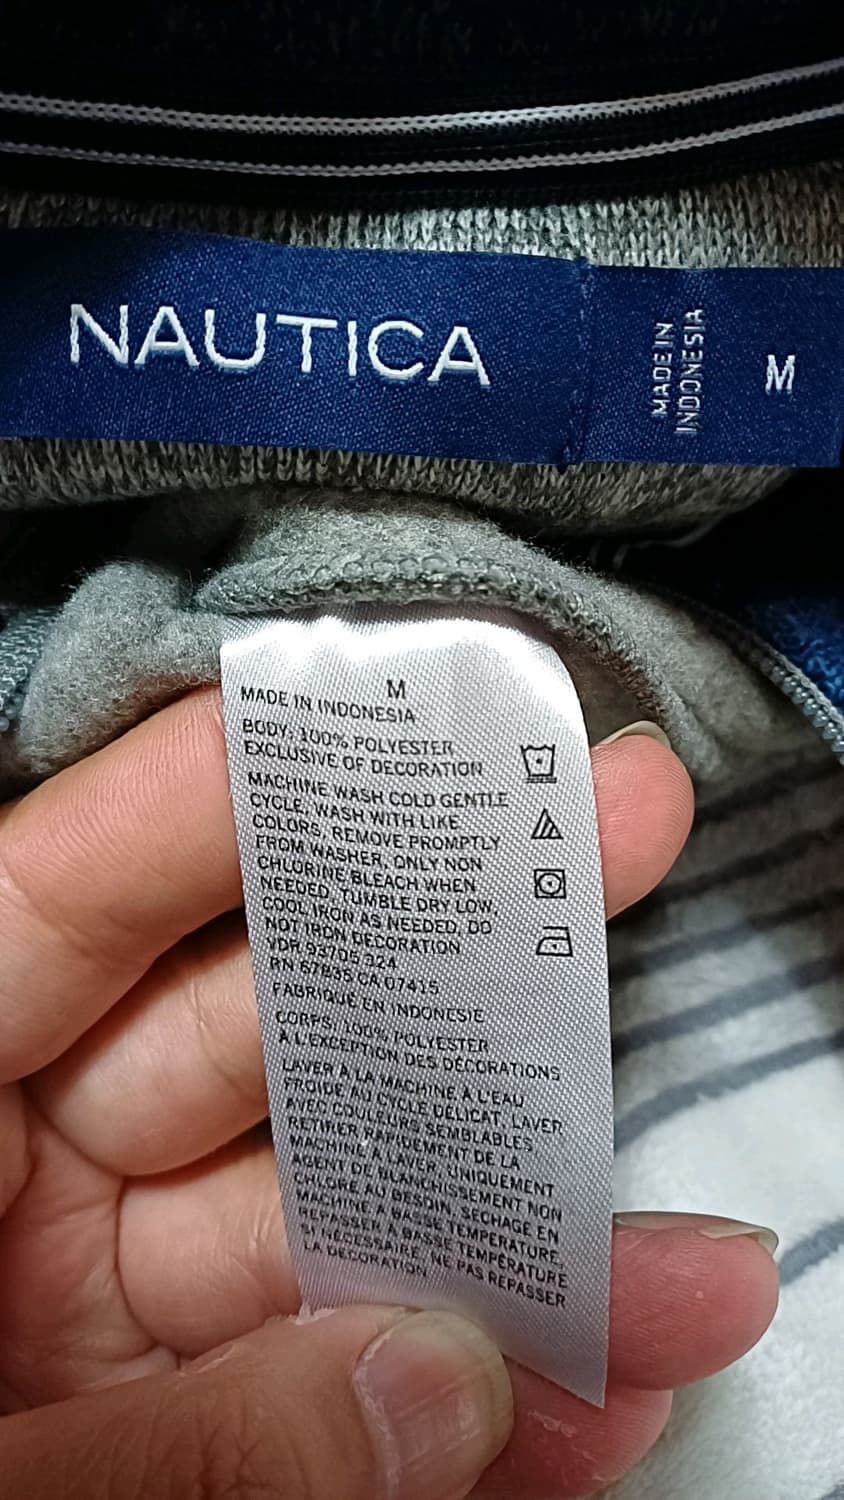 NAUTICA
MADE IN
INDONESIA
M
M
MADE IN INDONESIA
BODY: 100% POLYESTER
EXCLUSIVE OF DECORATION
MACHINE WASH COLD GENTLE
CYCLE, WASH WITH LIKE
COLORS, REMOVE PROMPTLY
FROM WASHER, ONLY NON
CHLORINE BLEACH WHEN
NEEDED, TUMBLE DRY LOW,
COOL IRON AS NEEDED, DO
NOT IRON DECORATION
VDR 93705 324
RN 67835 CA 07415
FABRIQUÉ EN INDONESIE
CORPS: 100% POLYESTER
À L'EXCEPTION DES DÉCORATIONS
LAVER À LA MACHINE À L'EAU
FROIDE AU CYCLE DÉLICAT, LAVER
AVEC COULEURS SEMBLABLES,
RETIRER RAPIDEMENT DE LA
MACHINE À LAVER, UNIQUEMENT
AGENT DE BLANCHISSEMENT NON
CHLORÉ AU BESOIN, SÉCHAGE EN
MACHINE À BASSE TEMPÉRATURE,
REPASSER À BASSE TEMPÉRATURE
SI NÉCESSAIRE, NE PAS REPASSER
LA DÉCORATION